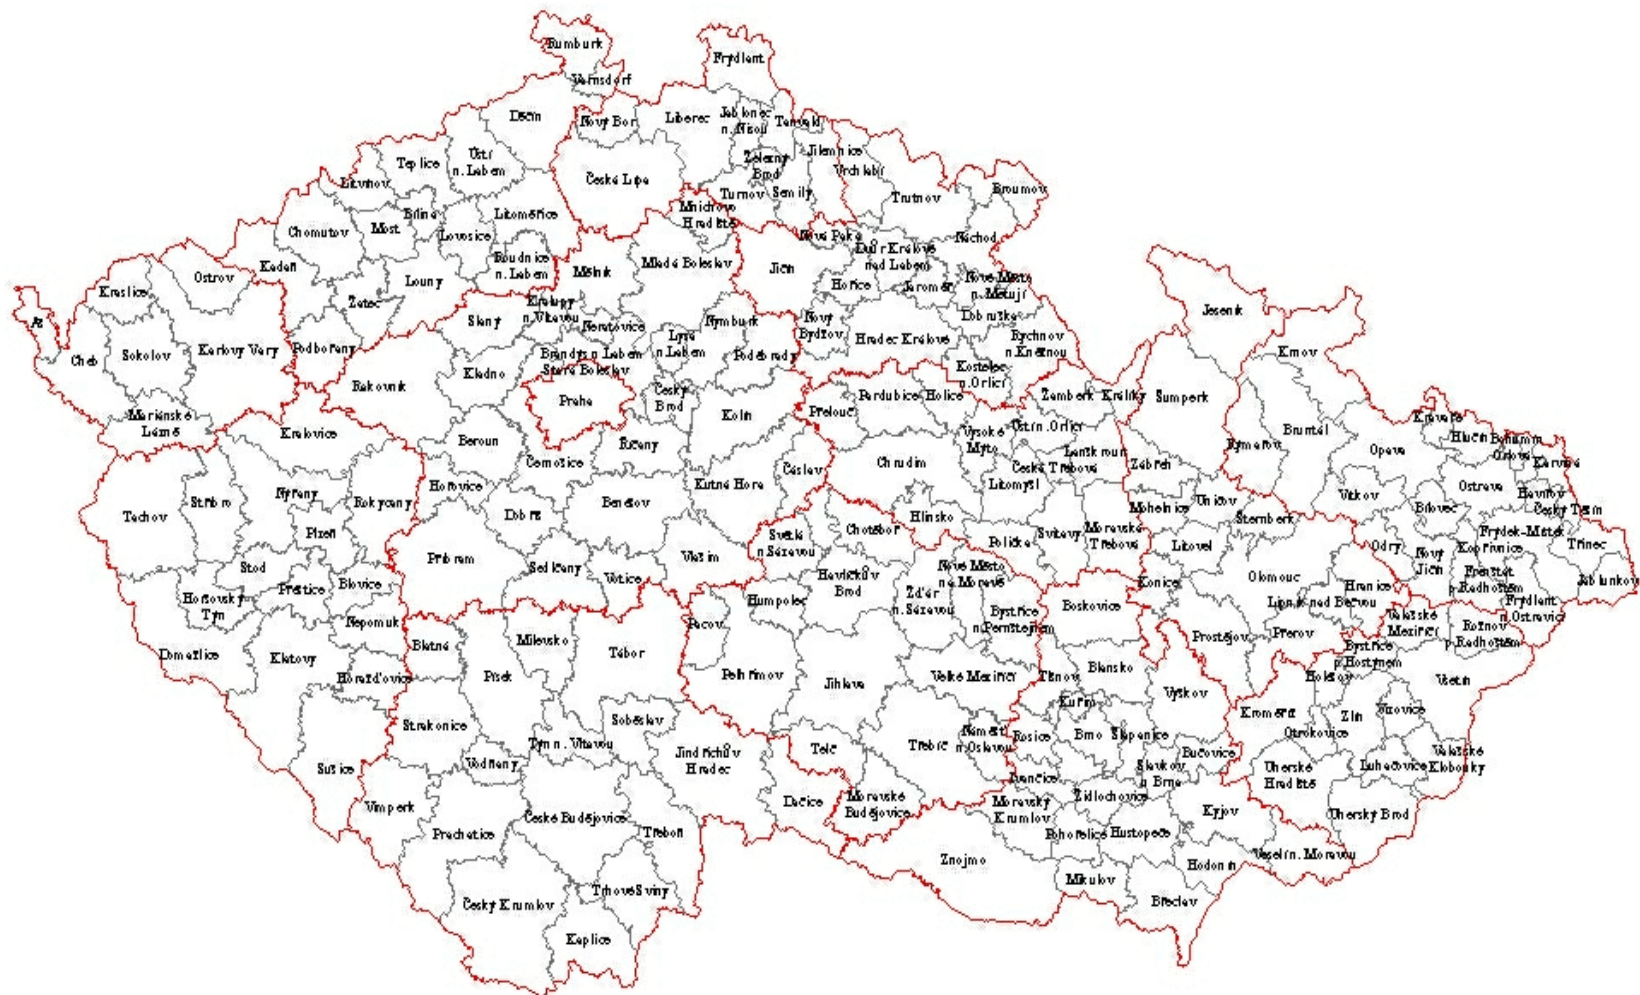 Rumburk
Varnsdorf
Frýdlant
Děčín
Nový Bor
Liberec
Jablonec
n. Nisou
Tanvald
Železný
Brod
Jilemnice
Vrchlabí
Trutnov
Broumov
Teplice
Ústí
n. Labem
Litvínov
Česká Lípa
Turnov
Semily
Mnichovo
Hradiště
Chomutov
Most
Bílina
Lovosice
Litoměřice
Roudnice
n. Labem
Nová Paka
Dvůr Králové
nad Labem
Náchod
Kadaň
Louny
Žatec
Mělník
Mladá Boleslav
Jičín
Hořice
Jaroměř
Nové Město
n. Metují
Dobruška
Ostrov
Kraslice
Aš
Cheb
Sokolov
Karlovy Vary
Podbořany
Slaný
Kralupy
n. Vltavou
Neratovice
Lysá
n. Labem
Nymburk
Poděbrady
Nový
Bydžov
Hradec Králové
Rychnov
n. Kněžnou
Kostelec
n. Orlicí
Jeseník
Krnov
Rakovník
Kladno
Brandýs n. Labem
Stará Boleslav
Praha
Český
Brod
Kolín
Přelouč
Pardubice
Holice
Žamberk
Králíky
Šumperk
Mariánské
Lázně
Kralovice
Beroun
Černošice
Říčany
Čáslav
Kutná Hora
Chrudim
Vysoké
Mýto
Ústí n. Orlicí
Lanškroun
Česká Třebová
Litomyšl
Zábřeh
Rýmařov
Bruntál
Opava
Kravaře
Hlučín
Bohumín
Orlová
Karviná
Ostrava
Havířov
Český Těšín
Tachov
Stříbro
Nýřany
Rokycany
Plzeň
Hořovice
Dobříš
Benešov
Vlašim
Světlá
n. Sázavou
Chotěboř
Hlinsko
Polička
Svitavy
Moravská
Třebová
Mohelnice
Uničov
Šternberk
Litovel
Vítkov
Bílovec
Odry
Nový
Jičín
Kopřivnice
Frýdek-Místek
Třinec
Jablunkov
Frenštát
p. Radhoštěm
Frýdlant
n. Ostravicí
Stod
Přeštice
Blovice
Příbram
Sedlčany
Votice
Havlíčkův
Brod
Humpolec
Pacov
Žďár
n. Sázavou
Nové Město
na Moravě
Bystřice
n. Pernštejnem
Boskovice
Konice
Olomouc
Hranice
Lipník nad Bečvou
Přerov
Prostějov
Valašské
Meziříčí
Rožnov
p. Radhoštěm
Bystřice
p. Hostýnem
Horšovský
Týn
Domažlice
Klatovy
Nepomuk
Horažďovice
Blatná
Milevsko
Písek
Tábor
Pelhřimov
Jihlava
Velké Meziříčí
Tišnov
Blansko
Vyškov
Kuřim
Holešov
Vsetín
Kroměříž
Zlín
Vizovice
Otrokovice
Sušice
Strakonice
Vodňany
Týn n. Vltavou
Soběslav
Jindřichův
Hradec
Telč
Třebíč
Náměšť
n. Oslavou
Rosice
Brno
Šlapanice
Bučovice
Slavkov
u Brna
Ivančice
Židlochovice
Uherské
Hradiště
Luhačovice
Valašské
Klobouky
Uherský Brod
Vimperk
Prachatice
České Budějovice
Třeboň
Dačice
Moravské
Budějovice
Moravský
Krumlov
Pohořelice
Hustopeče
Kyjov
Veselí n. Moravou
Hodonín
Znojmo
Mikulov
Břeclav
Český Krumlov
Trhové Sviny
Kaplice